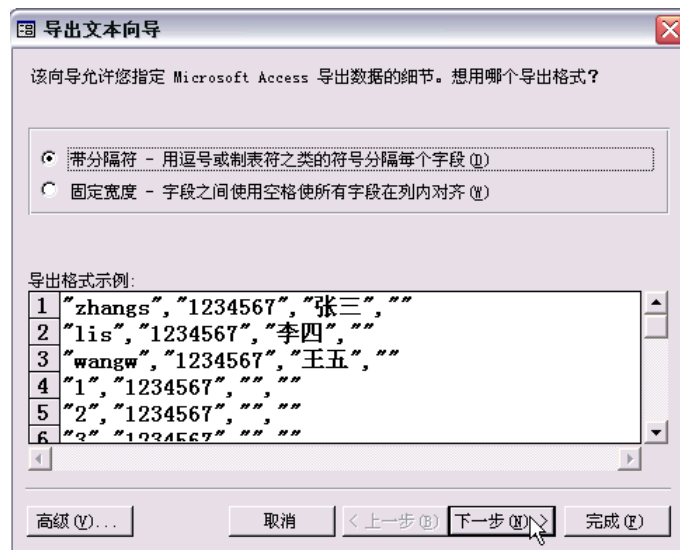 导出文本向导
该向导允许您指定 Microsoft Access 导出数据的细节。想用哪个导出格式?
带分隔符 - 用逗号或制表符之类的符号分隔每个字段(D)
固定宽度 - 字段之间使用空格使所有字段在列内对齐(W)
导出格式示例:
1 "zhangs","1234567","张三",""
2 "lis","1234567","李四",""
3 "wangw","1234567","王五",""
4 "1","1234567","",""
5 "2","1234567","",""
6 "3","1234567","",""
高级(V)... 取消 < 上一步(B) 下一步(N) > 完成(F)